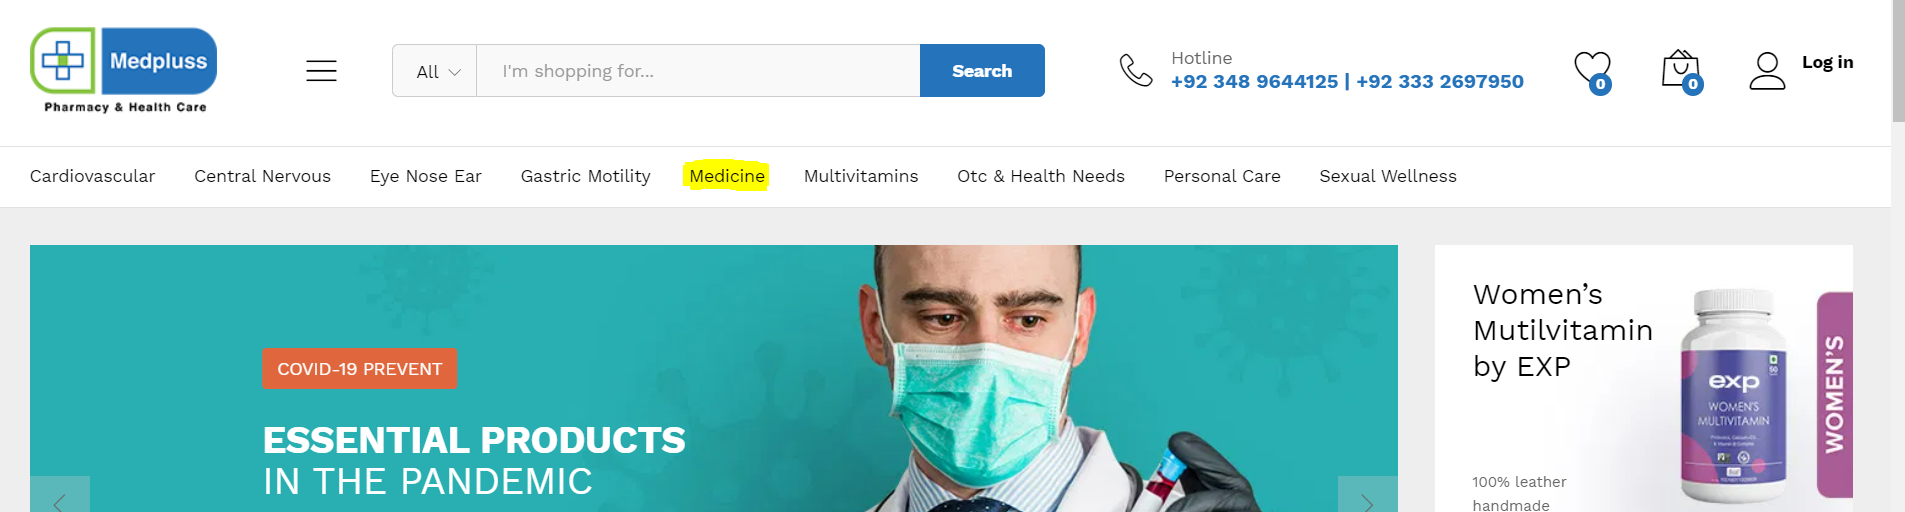 Medpluss
Pharmacy & Health Care
All
I'm shopping for...
Search
Hotline
+92 348 9644125 | +92 333 2697950
0
0
Log in
Cardiovascular
Central Nervous
Eye Nose Ear
Gastric Motility
Medicine
Multivitamins
Otc & Health Needs
Personal Care
Sexual Wellness
COVID-19 PREVENT
ESSENTIAL PRODUCTS
IN THE PANDEMIC
Women's
Mutilvitamin
by EXP
100% leather
handmade
exp
60
WOMEN'S
MULTIVITAMIN
WOMEN'S